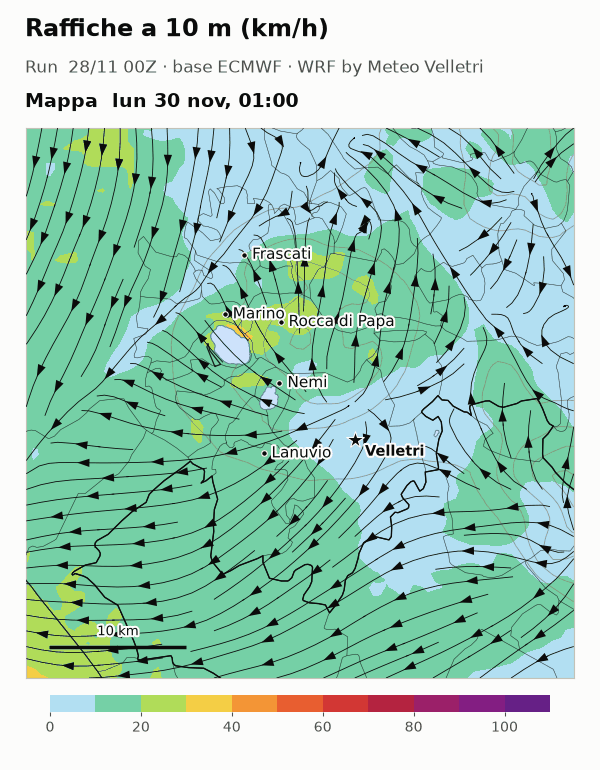 Raffiche a 10 m (km/h)
Run  28/11 00Z · base ECMWF · WRF by Meteo Velletri
Mappa  lun 30 nov, 01:00
Frascati
Marino
Rocca di Papa
Nemi
Velletri
Lanuvio
10 km
0 20 40 60 80 100